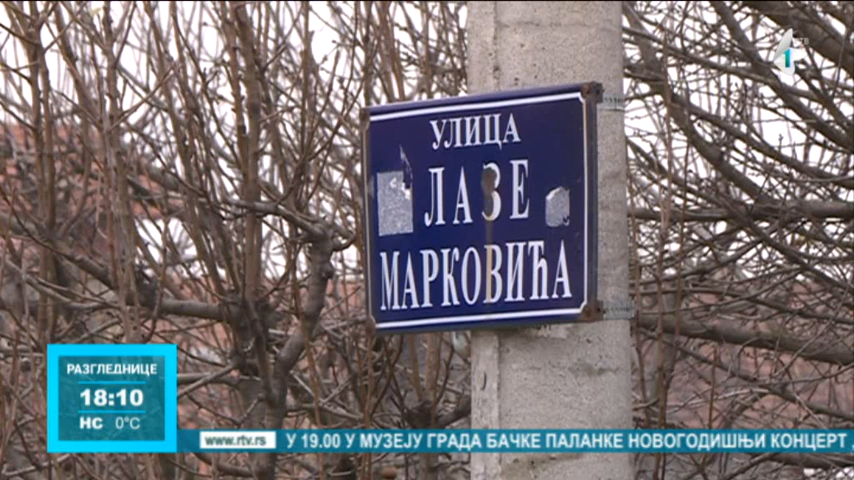 УЛИЦА
ЛАЗЕ
МАРКОВИЋА
РАЗГЛЕДНИЦЕ
18:10
НС 0°C
www.rtv.rs У 19.00 У МУЗЕЈУ ГРАДА БАЧКЕ ПАЛАНКЕ НОВОГОДИШЊИ КОНЦЕРТ
1